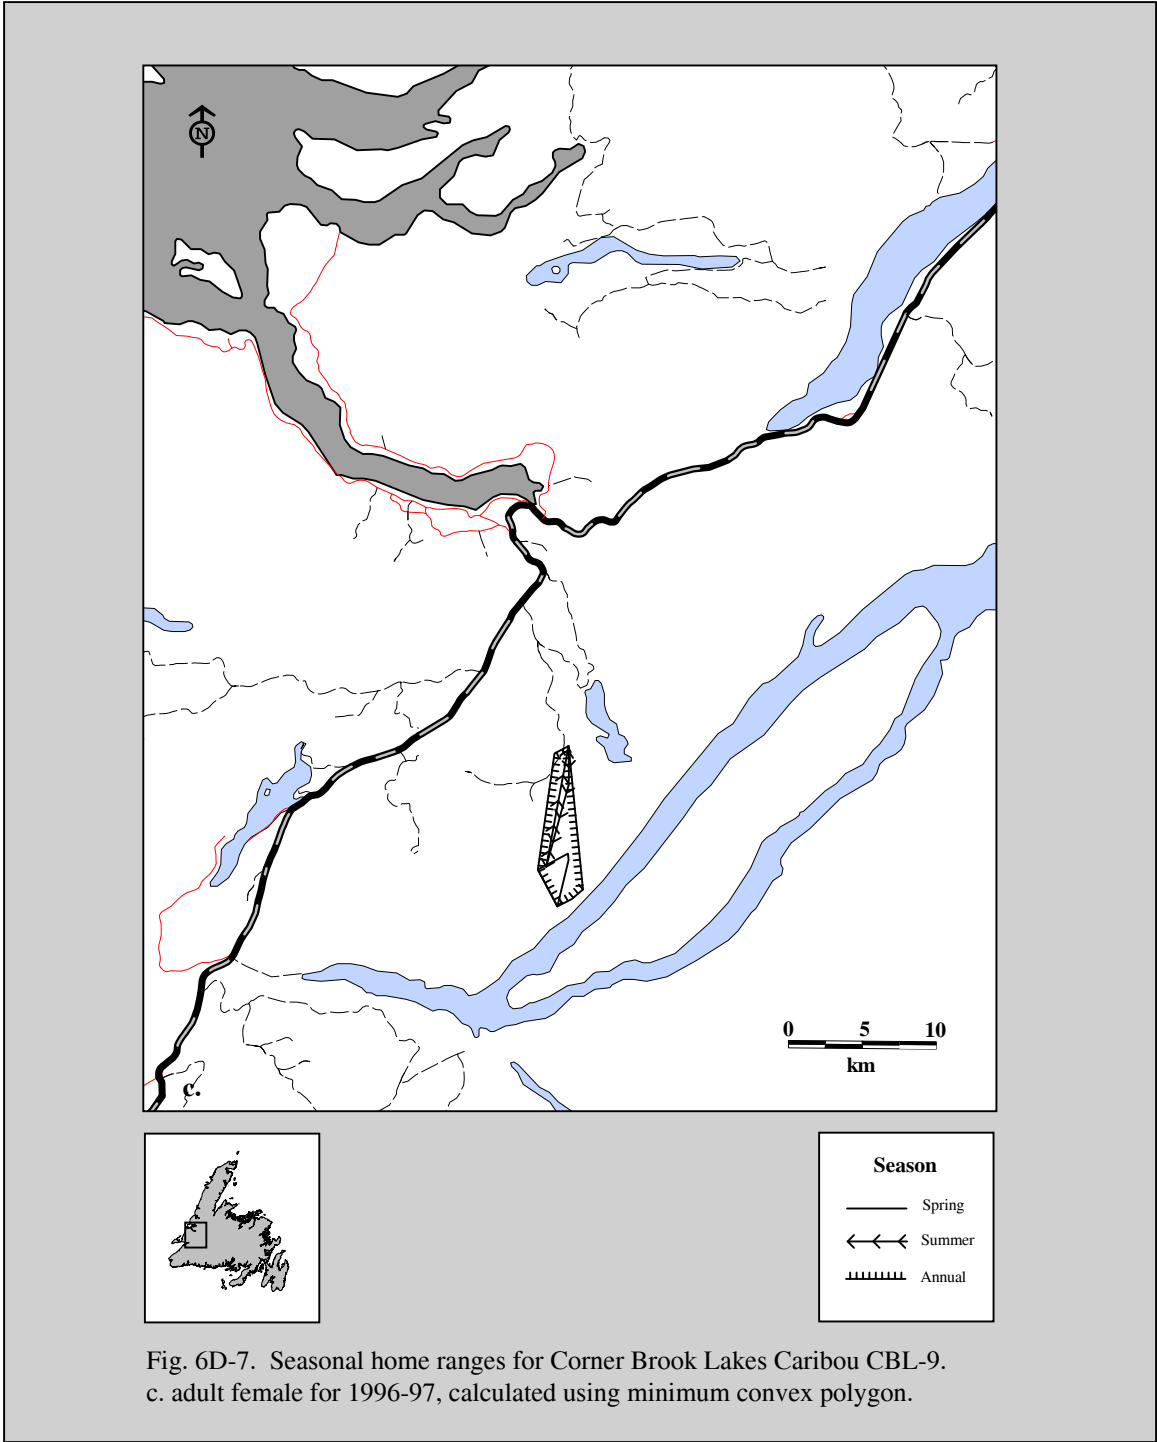 N
0 5 10
km
c.
Season
Spring
Summer
Annual
Fig. 6D-7. Seasonal home ranges for Corner Brook Lakes Caribou CBL-9.
c. adult female for 1996-97, calculated using minimum convex polygon.